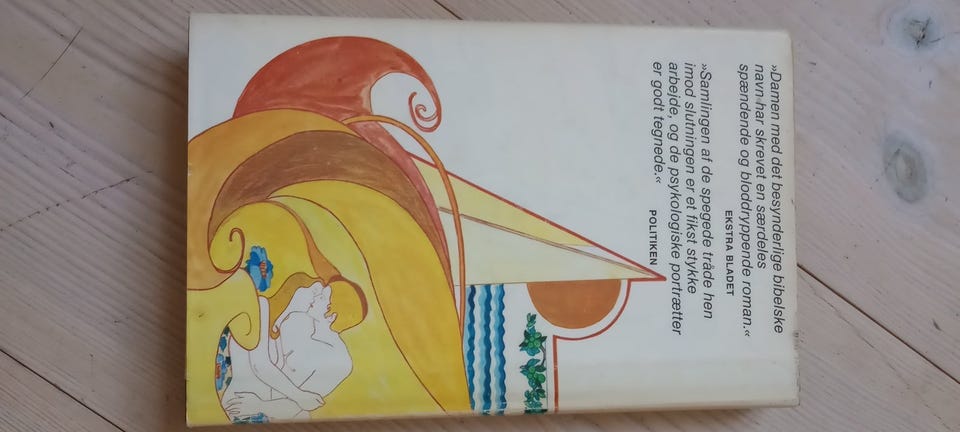 »Damen med det besynderlige bibelske
navn har skrevet en særdeles
spændende og bloddryppende roman.«
EKSTRA BLADET
»Samlingen af de spegede tråde hen
imod slutningen er et fikst stykke
arbejde, og de psykologiske portrætter
er godt tegnede.«
POLITIKEN